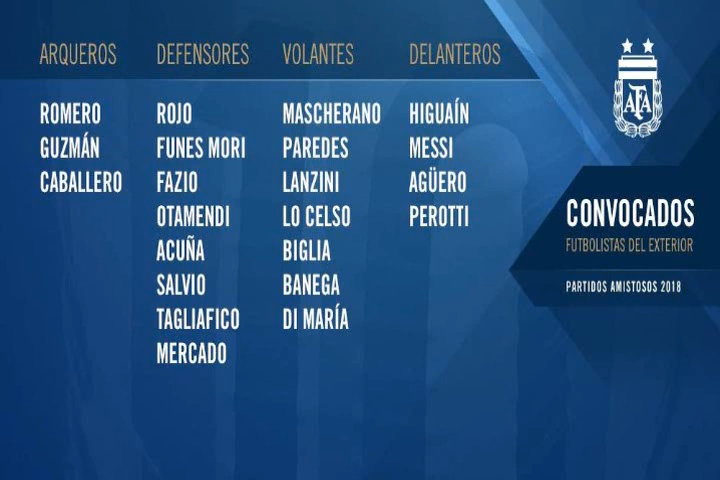 ARQUEROS
ROMERO
GUZMÁN
CABALLERO
DEFENSORES
ROJO
FUNES MORI
FAZIO
OTAMENDI
ACUÑA
SALVIO
TAGLIAFICO
MERCADO
VOLANTES
MASCHERANO
PAREDES
LANZINI
LO CELSO
BIGLIA
BANEGA
DI MARÍA
DELANTEROS
HIGUAÍN
MESSI
AGÜERO
PEROTTI
AFA
CONVOCADOS
FUTBOLISTAS DEL EXTERIOR
PARTIDOS AMISTOSOS 2018